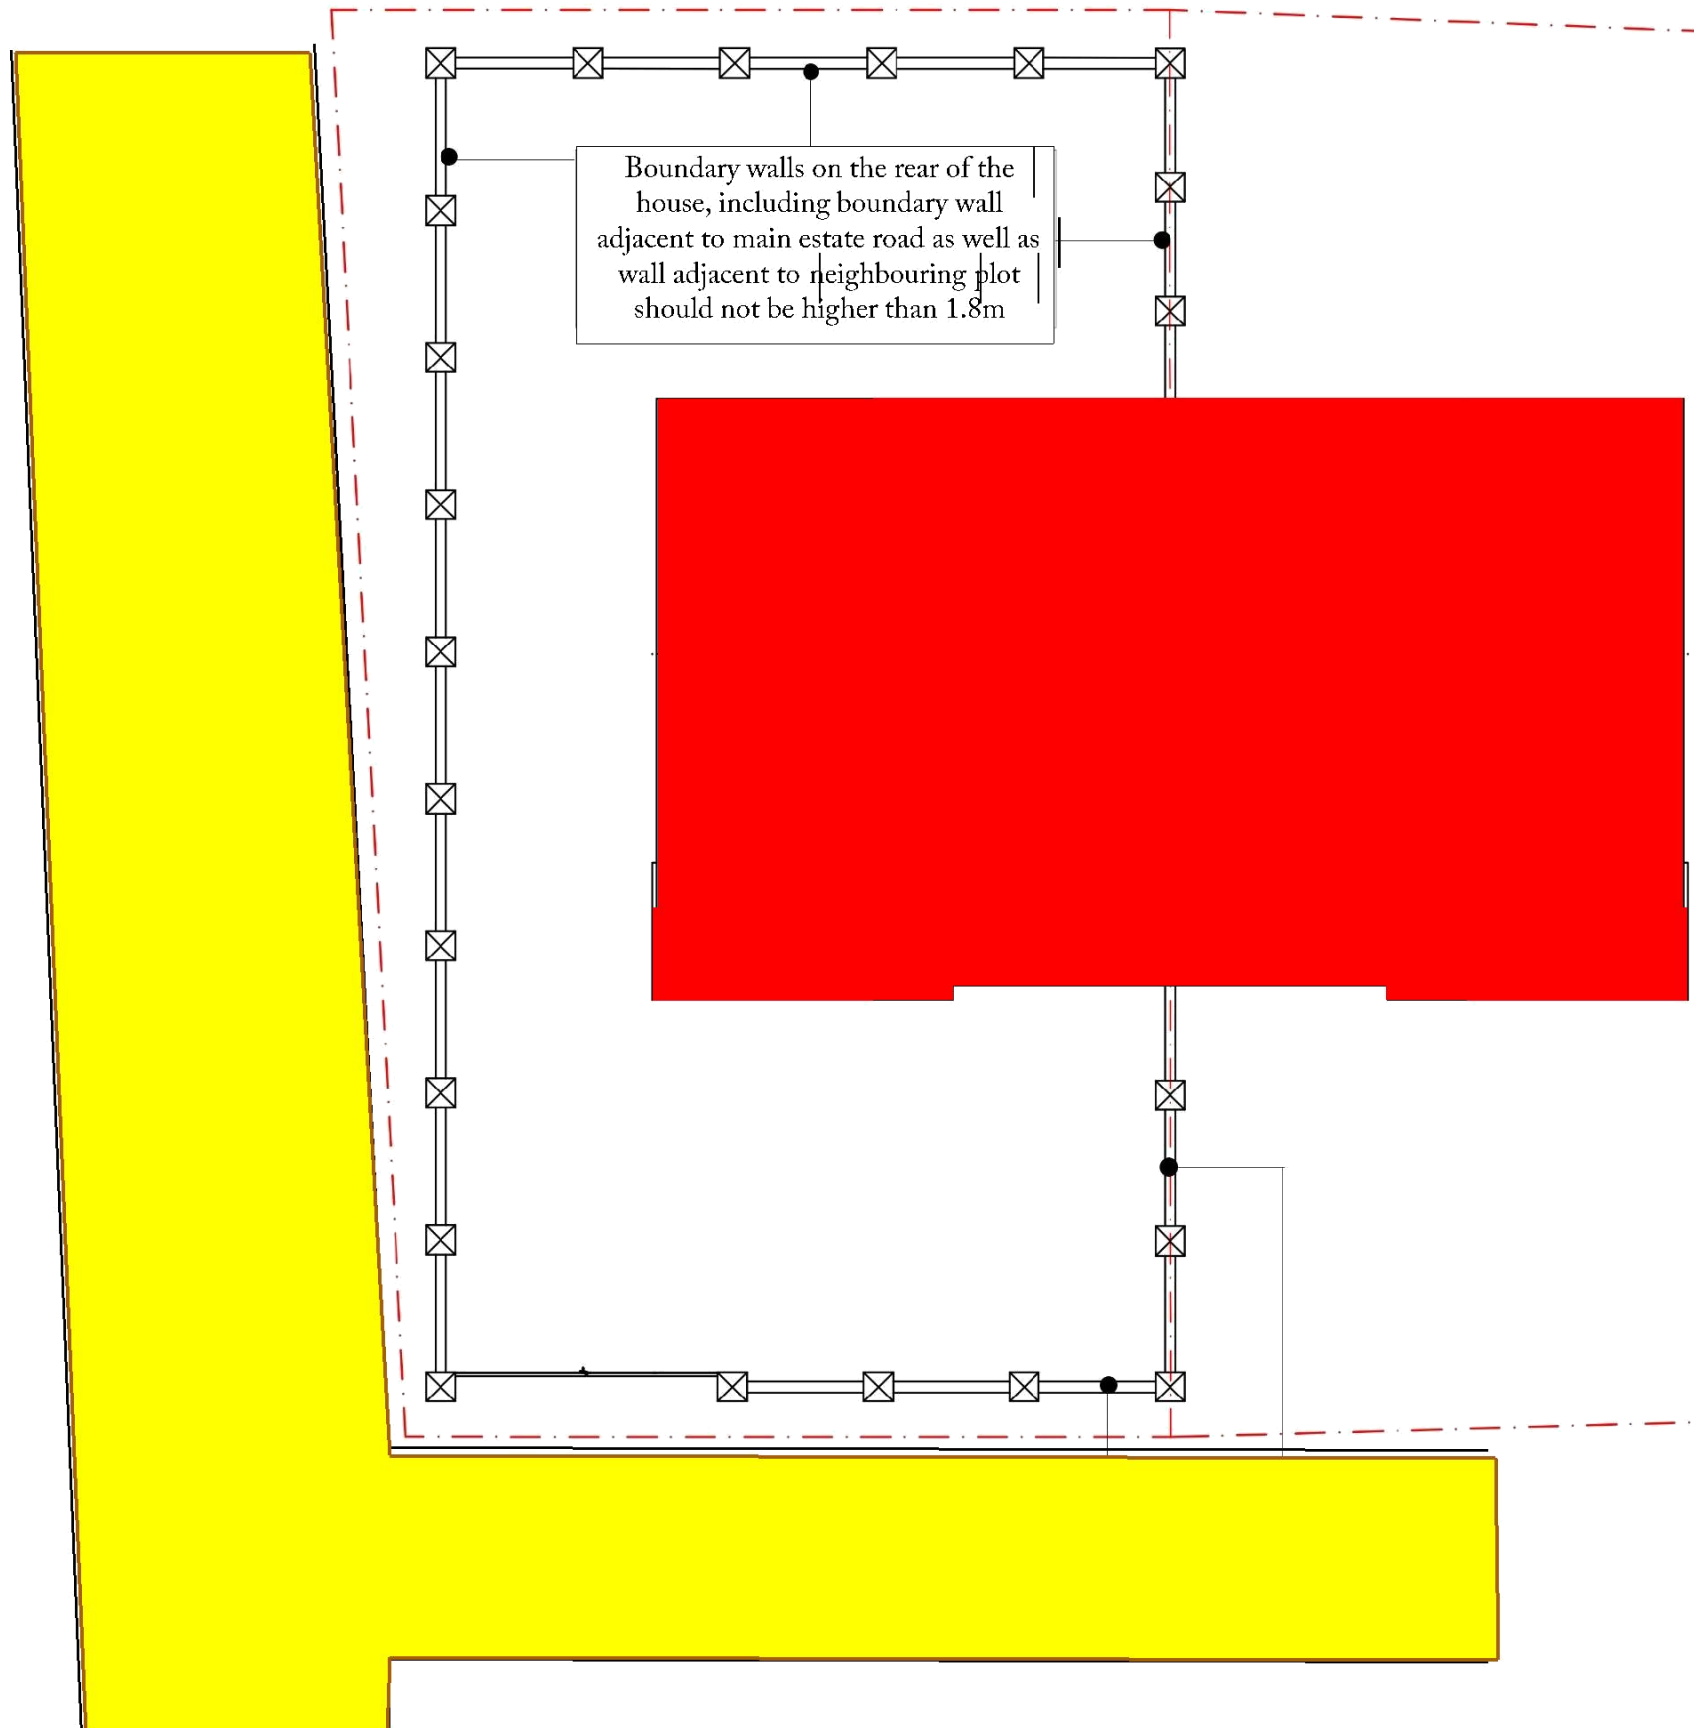 Boundary walls on the rear of the
house, including boundary wall
adjacent to main estate road as well as
wall adjacent to neighbouring plot
should not be higher than 1.8m